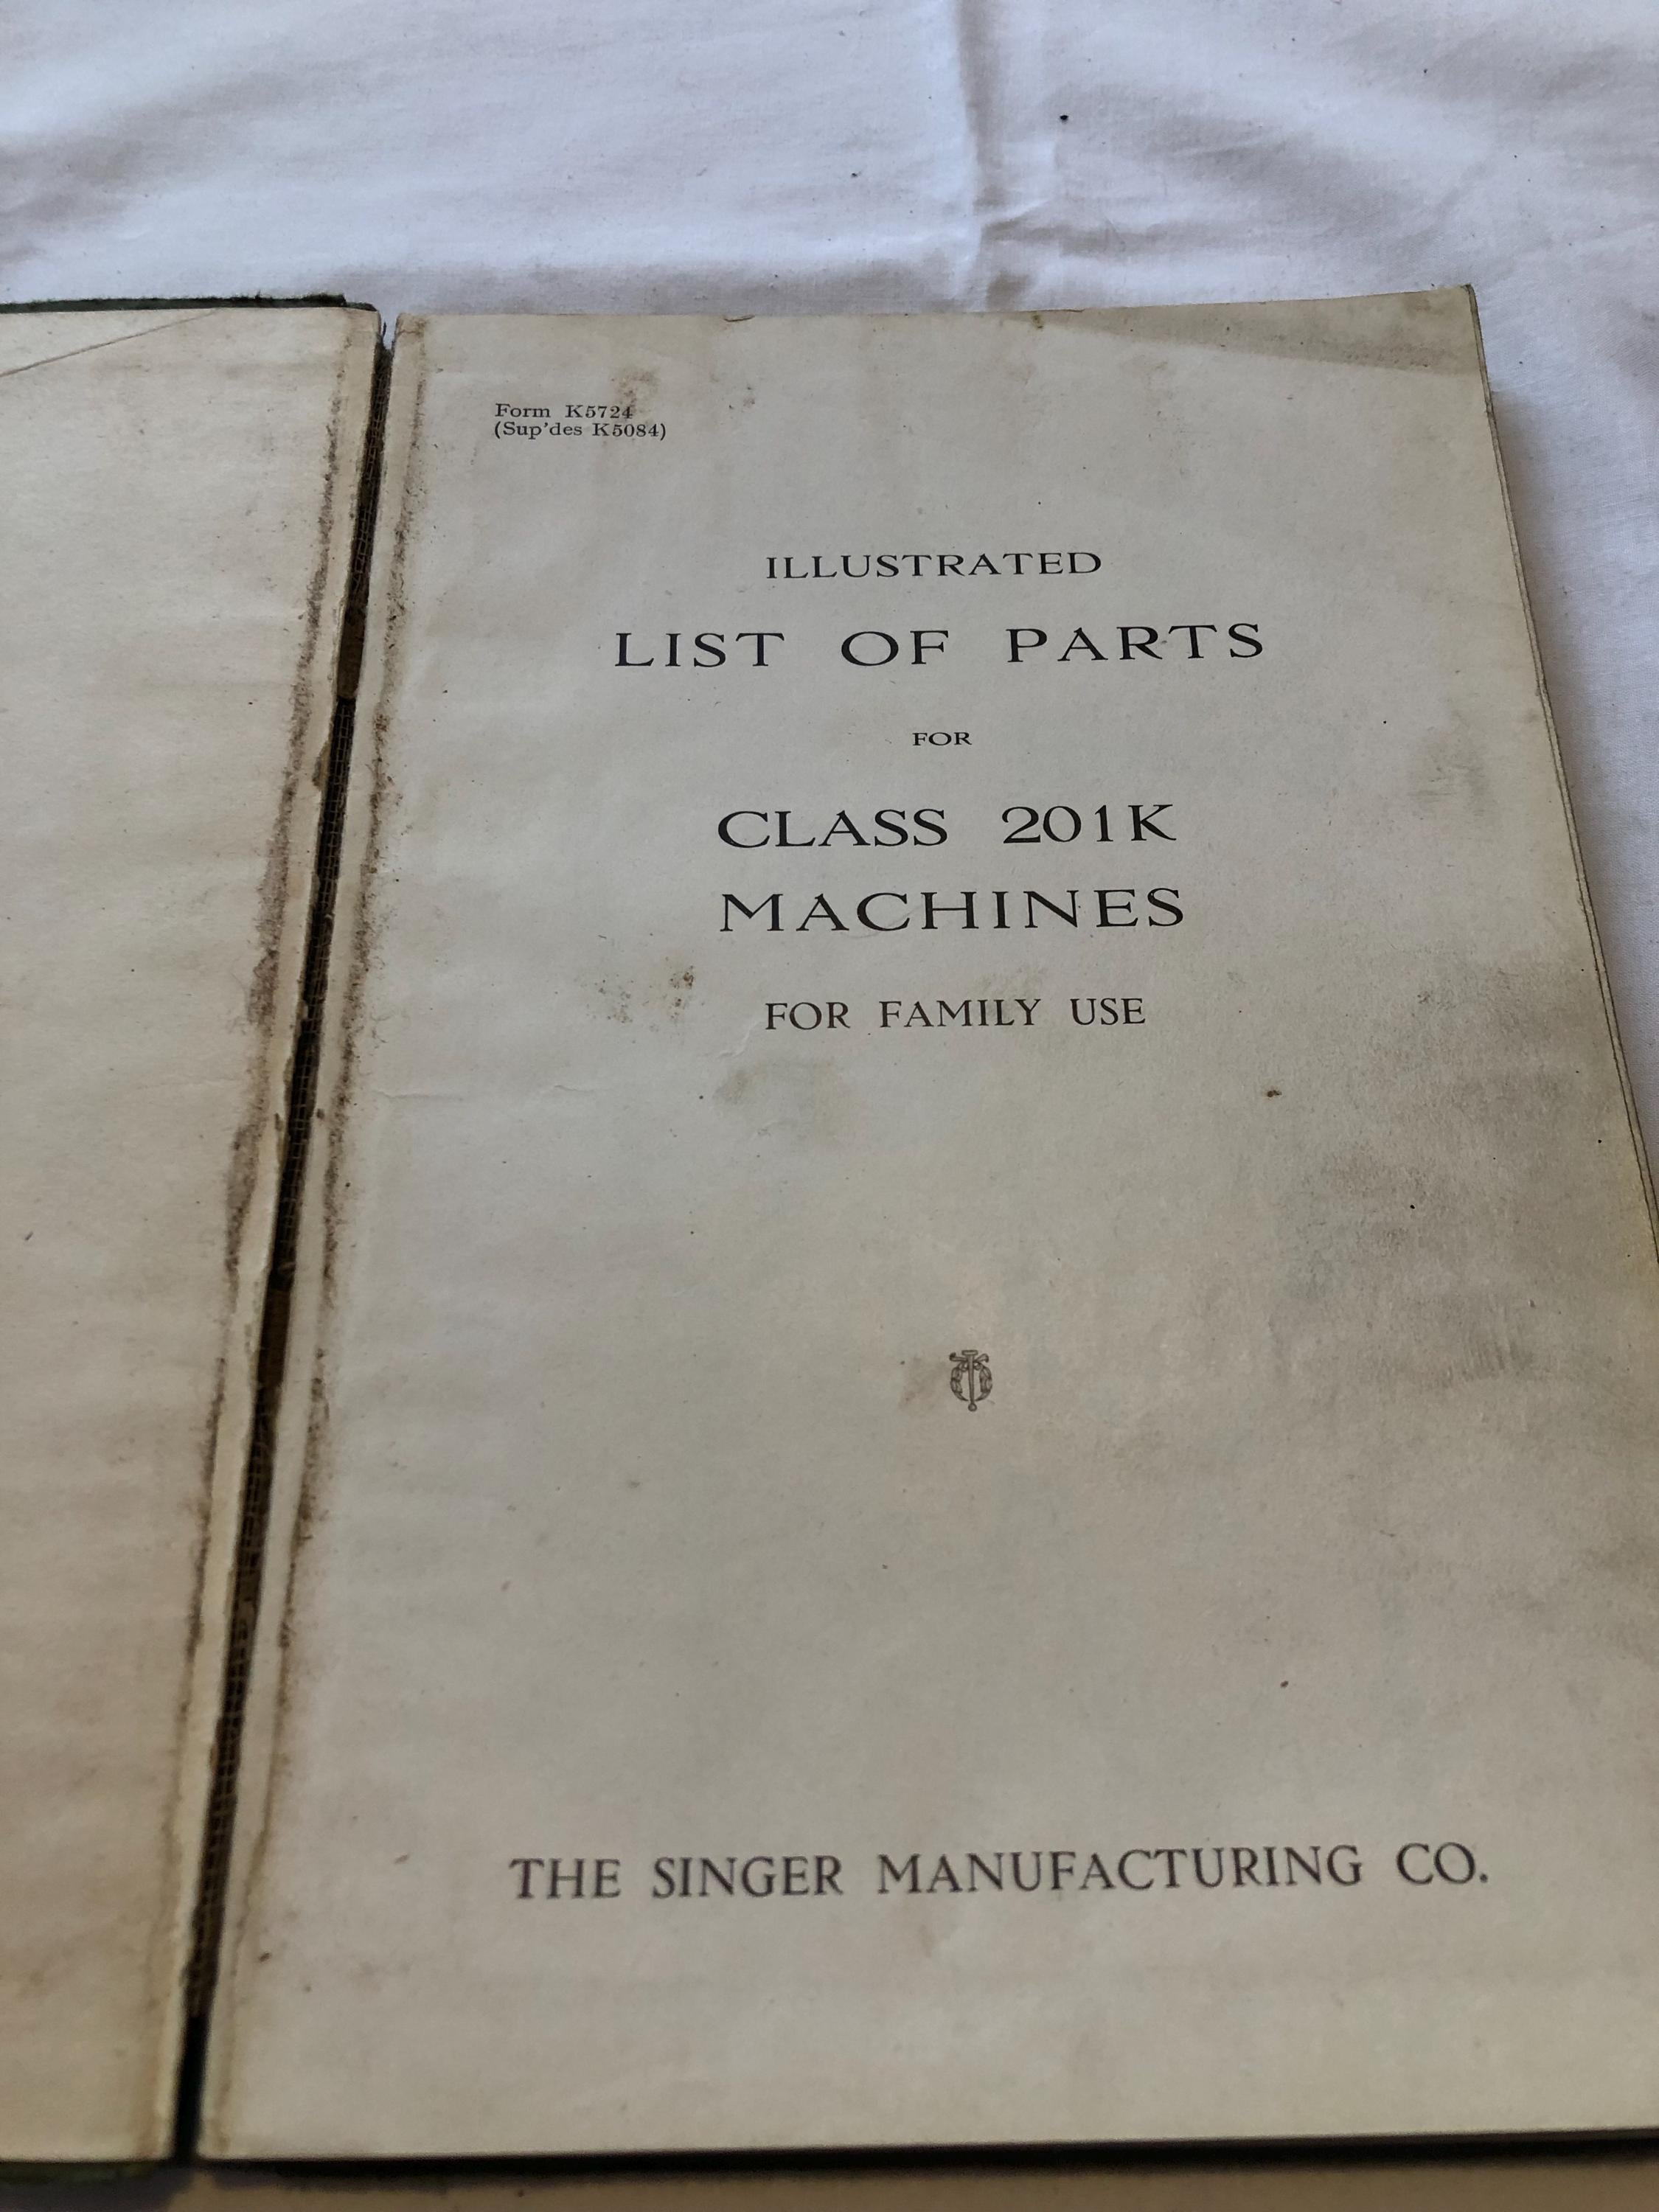 Form K5724
(Sup'des K5084)
ILLUSTRATED
LIST OF PARTS
FOR
CLASS 201K
MACHINES
FOR FAMILY USE
THE SINGER MANUFACTURING CO.